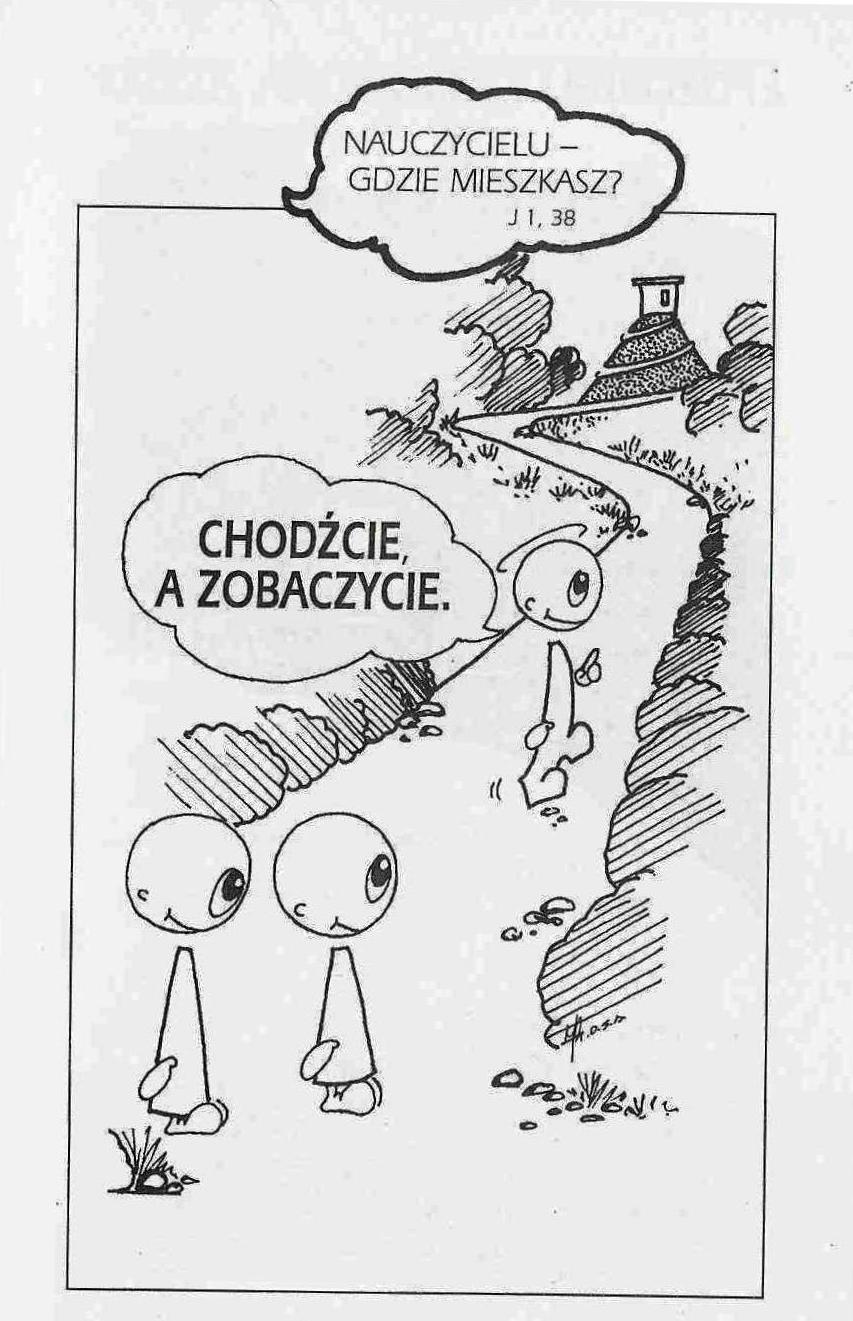 NAUCZYCIELU –
GDZIE MIESZKASZ?
J 1, 38
CHODŹCIE,
A ZOBACZYCIE.